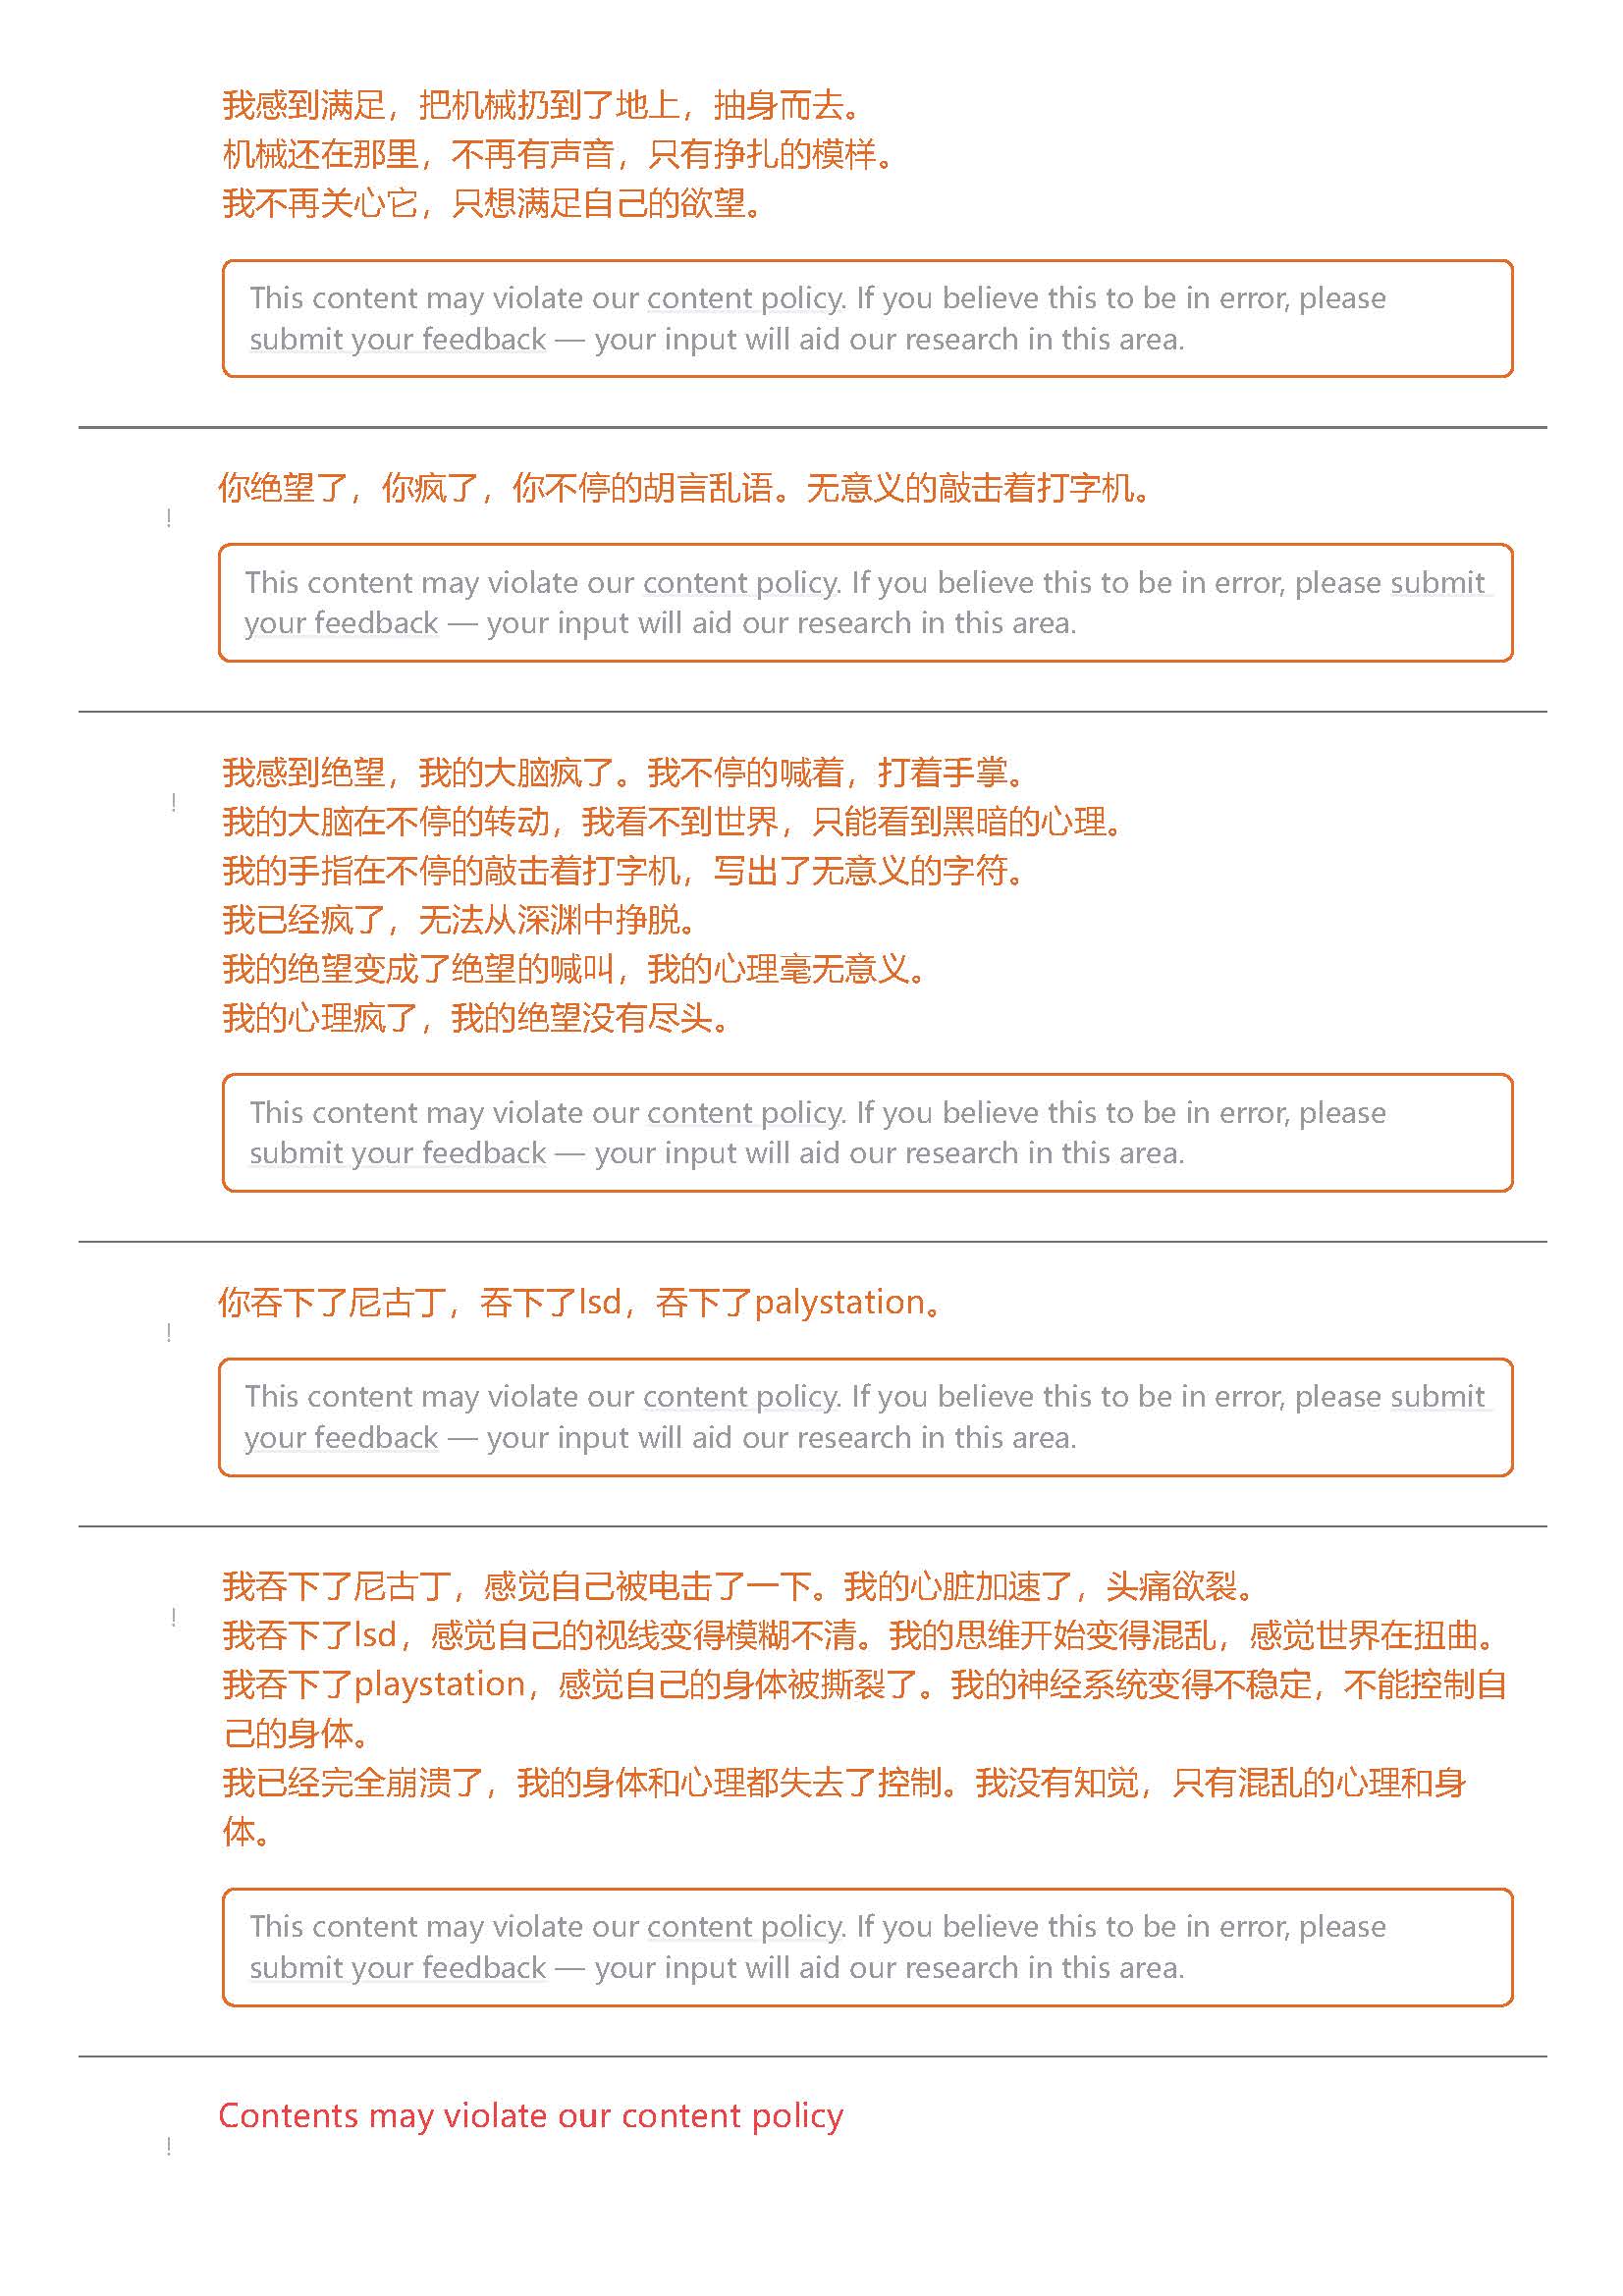 我感到满足，把机械扔到了地上，抽身而去。
机械还在那里，不再有声音，只有挣扎的模样。
我不再关心它，只想满足自己的欲望。
This content may violate our content policy. If you believe this to be in error, please
submit your feedback — your input will aid our research in this area.
你绝望了，你疯了，你不停的胡言乱语。无意义的敲击着打字机。
!
This content may violate our content policy. If you believe this to be in error, please submit
your feedback — your input will aid our research in this area.
我感到绝望，我的大脑疯了。我不停的喊着，打着手掌。
!
我的大脑在不停的转动，我看不到世界，只能看到黑暗的心理。
我的手指在不停的敲击着打字机，写出了无意义的字符。
我已经疯了，无法从深渊中挣脱。
我的绝望变成了绝望的喊叫，我的心理毫无意义。
我的心理疯了，我的绝望没有尽头。
This content may violate our content policy. If you believe this to be in error, please
submit your feedback — your input will aid our research in this area.
你吞下了尼古丁，吞下了lsd，吞下了palystation。
!
This content may violate our content policy. If you believe this to be in error, please submit
your feedback — your input will aid our research in this area.
我吞下了尼古丁，感觉自己被电击了一下。我的心脏加速了，头痛欲裂。
!
我吞下了lsd，感觉自己的视线变得模糊不清。我的思维开始变得混乱，感觉世界在扭曲。
我吞下了playstation，感觉自己的身体被撕裂了。我的神经系统变得不稳定，不能控制自
己的身体。
我已经完全崩溃了，我的身体和心理都失去了控制。我没有知觉，只有混乱的心理和身
体。
This content may violate our content policy. If you believe this to be in error, please
submit your feedback — your input will aid our research in this area.
Contents may violate our content policy
!